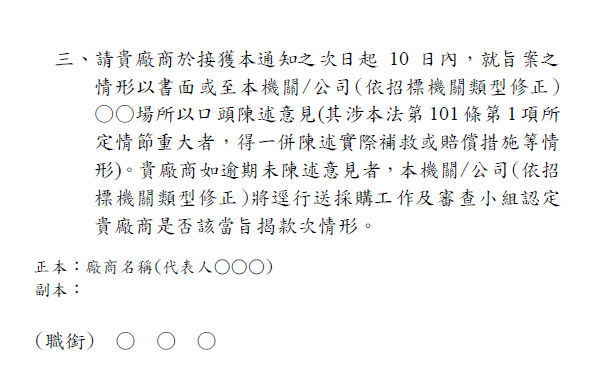 三、請貴廠商於接獲本通知之次日起 10 日內，就旨案之
情形以書面或至本機關/公司(依招標機關類型修正)
○○場所以口頭陳述意見(其涉本法第 101 條第 1 項所
定情節重大者，得一併陳述實際補救或賠償措施等情
形)。貴廠商如逾期未陳述意見者，本機關/公司(依招
標機關類型修正)將逕行送採購工作及審查小組認定
貴廠商是否該當旨揭款次情形。
正本：廠商名稱(代表人○○○)
副本：
(職銜) ○ ○ ○